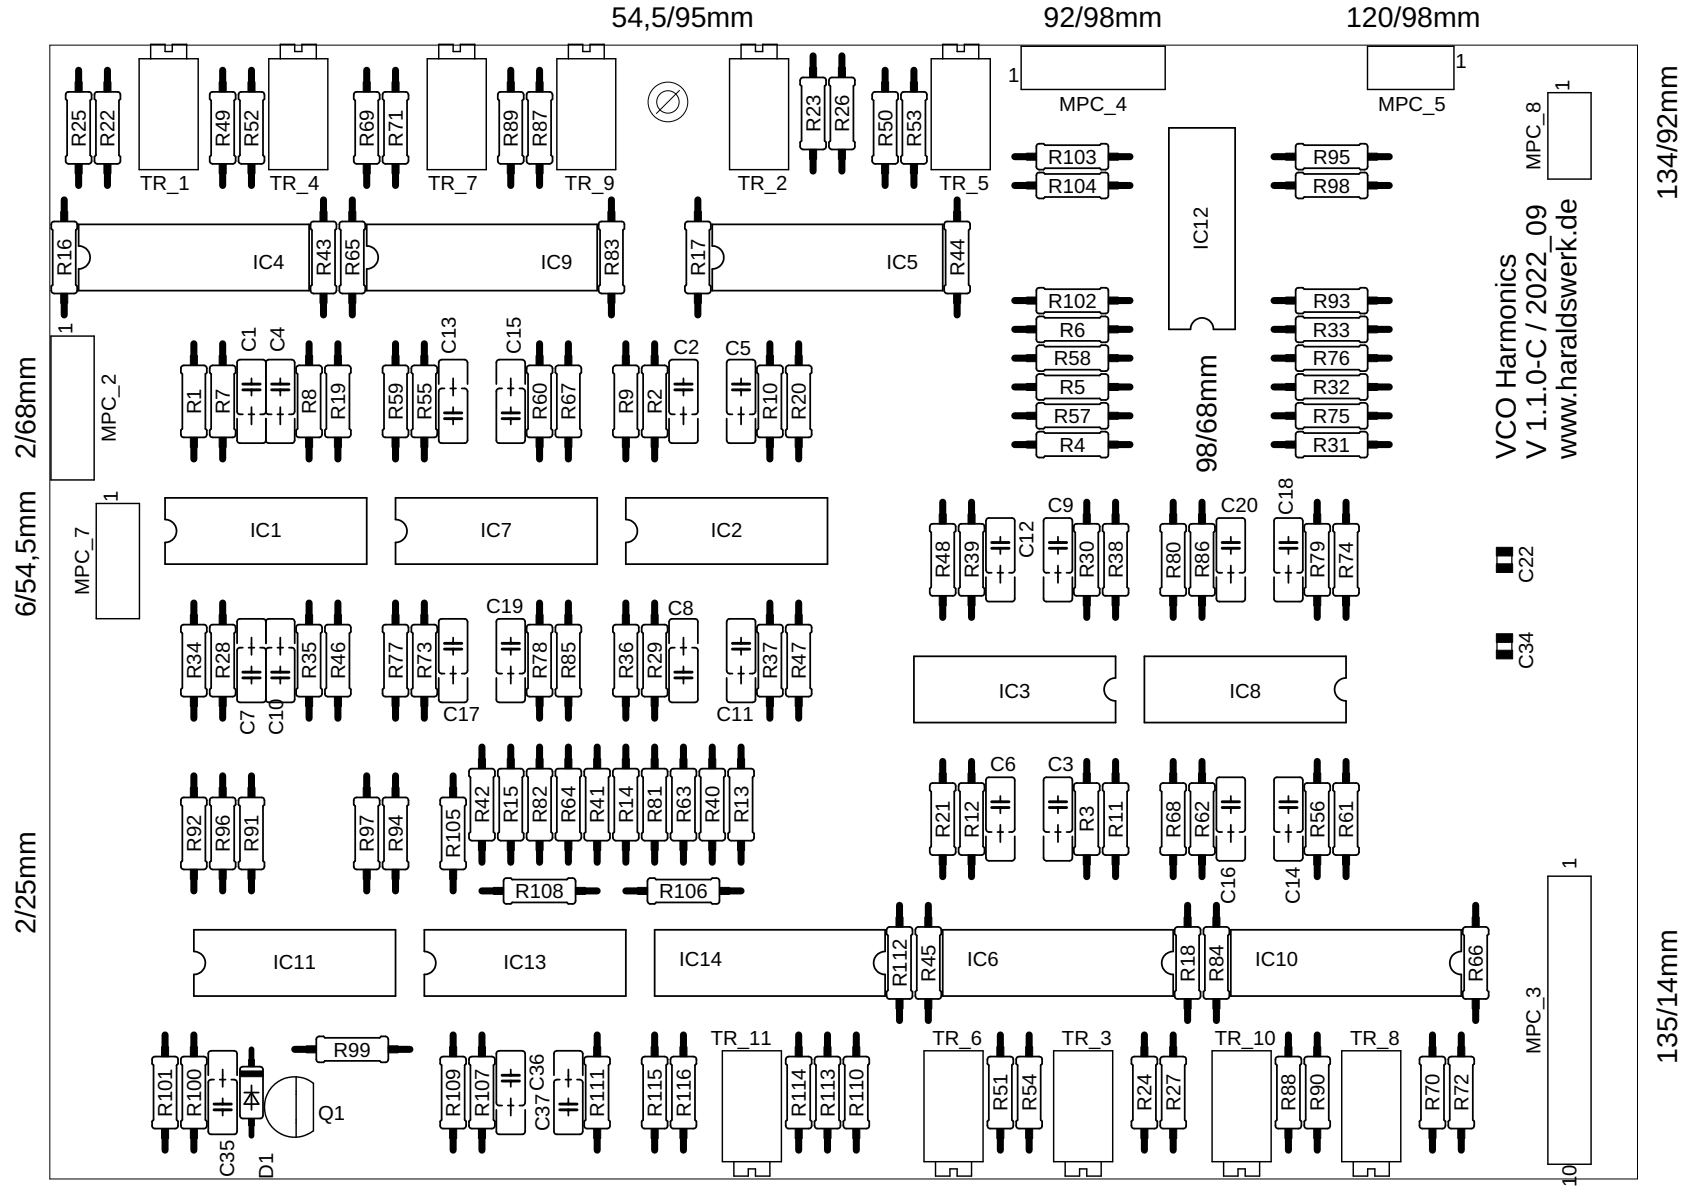 54,5/95mm
92/98mm
120/98mm
1
MPC_4
1
MPC_5
1
MPC_8
134/92mm
R25
R22
TR_1
R49
R52
TR_4
R69
R71
TR_7
R89
R87
TR_9
TR_2
R23
R26
R50
R53
TR_5
R103
R104
R95
R98
IC12
R16
IC4
R43
R65
IC9
R83
R17
IC5
R44
R102
R6
R58
R5
R57
R4
R93
R33
R76
R32
R75
R31
98/68mm
VCO Harmonics
V 1.1.0-C / 2022_09
www.haraldswerk.de
2/68mm
1
MPC_2
R1
R7
C1
C4
R8
R19
R59
R55
C13
C15
R60
R67
R9
R2
C2
C5
R10
R20
6/54,5mm
1
MPC_7
IC1
IC7
IC2
R48
R39
C12
C9
R30
R38
R80
R86
C20
C18
R79
R74
C22
C34
R34
R28
C7
C10
R35
R46
R77
R73
C17
C19
R78
R85
R36
R29
C8
C11
R37
R47
IC3
IC8
2/25mm
R92
R96
R91
R97
R94
R105
R42
R15
R82
R64
R41
R14
R81
R63
R40
R13
R108
R106
R21
R12
C6
C3
R3
R11
R68
R62
C16
C14
R56
R61
IC11
IC13
IC14
R112
R45
IC6
R18
R84
IC10
R66
1
MPC_3
10
135/14mm
R101
R100
C35
D1
R99
Q1
R109
R107
C36
C37
R111
R115
R116
TR_11
R114
R113
R110
TR_6
R51
R54
TR_3
R24
R27
TR_10
R88
R90
TR_8
R70
R72